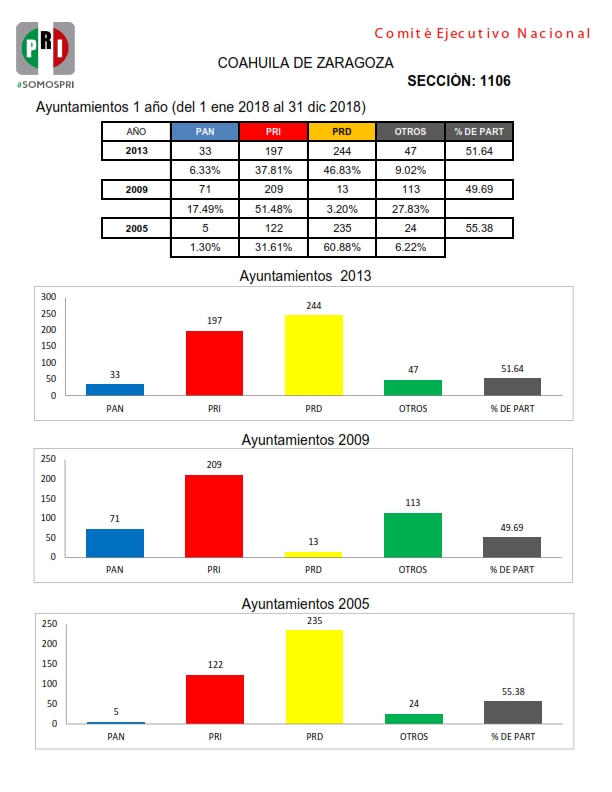 Comité Ejecutivo Nacional
PRI
#SOMOSPRI
COAHUILA DE ZARAGOZA
SECCIÓN: 1106
Ayuntamientos 1 año (del 1 ene 2018 al 31 dic 2018)
AÑO PAN PRI PRD OTROS % DE PART
2013 33 197 244 47 51.64
6.33% 37.81% 46.83% 9.02%
2009 71 209 13 113 49.69
17.49% 51.48% 3.20% 27.83%
2005 5 122 235 24 55.38
1.30% 31.61% 60.88% 6.22%
Ayuntamientos 2013
300
250
200
150
100
50
0
33 197 244 47 51.64
PAN PRI PRD OTROS % DE PART
Ayuntamientos 2009
250
200
150
100
50
0
71 209 13 113 49.69
PAN PRI PRD OTROS % DE PART
Ayuntamientos 2005
250
200
150
100
50
0
5 122 235 24 55.38
PAN PRI PRD OTROS % DE PART